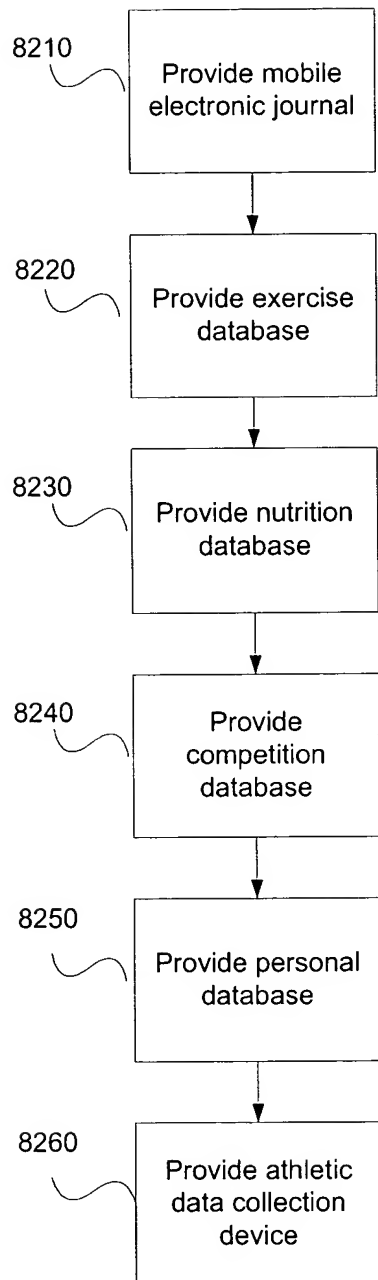 8210
Provide mobile
electronic journal
8220
Provide exercise
database
8230
Provide nutrition
database
8240
Provide
competition
database
8250
Provide personal
database
8260
Provide athletic
data collection
device